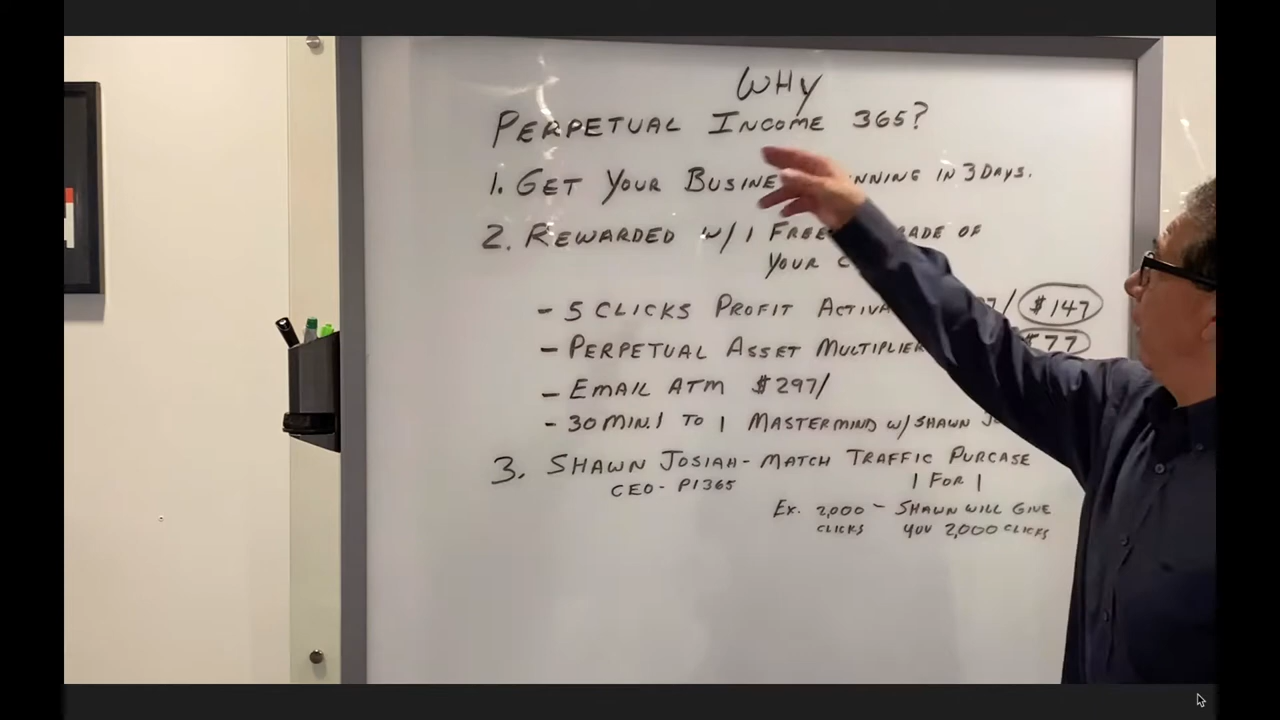 WHY
PERPETUAL INCOME 365?
1. GET YOUR BUSINE NNING IN 3 DAYS.
2. REWARDED W/ 1 FREE RADE OF
YOUR
- 5 CLICKS PROFIT ACTIVA 7/ $147
- PERPETUAL ASSET MULTIPLIER $77
- EMAIL ATM $297/
- 30 MIN. 1 TO 1 MASTERMIND W/ SHAWN
3. SHAWN JOSIAH - MATCH TRAFFIC PURCASE
CEO - PI365 1 FOR 1
EX. 2,000 - SHAWN WILL GIVE
CLICKS YOU 2,000 CLICKS